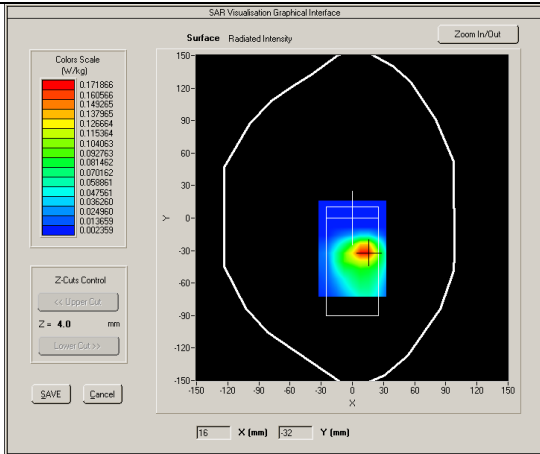 SAR Visualisation Graphical Interface
Surface Radiated Intensity
Zoom In/Out
Colors Scale
(W/kg)
0.171866
0.160566
0.149265
0.137965
0.126664
0.115364
0.104063
0.092763
0.081462
0.070162
0.058861
0.047561
0.036260
0.024960
0.013659
0.002359
Z-Cuts Control
<< Upper Cut
Z = 4.0 mm
Lower Cut >>
SAVE
Cancel
150
120
90
60
30
0
-30
-60
-90
-120
-150
Y
-150 -120 -90 -60 -30 0 30 60 90 120 150
X
16 X (mm) -32 Y (mm)